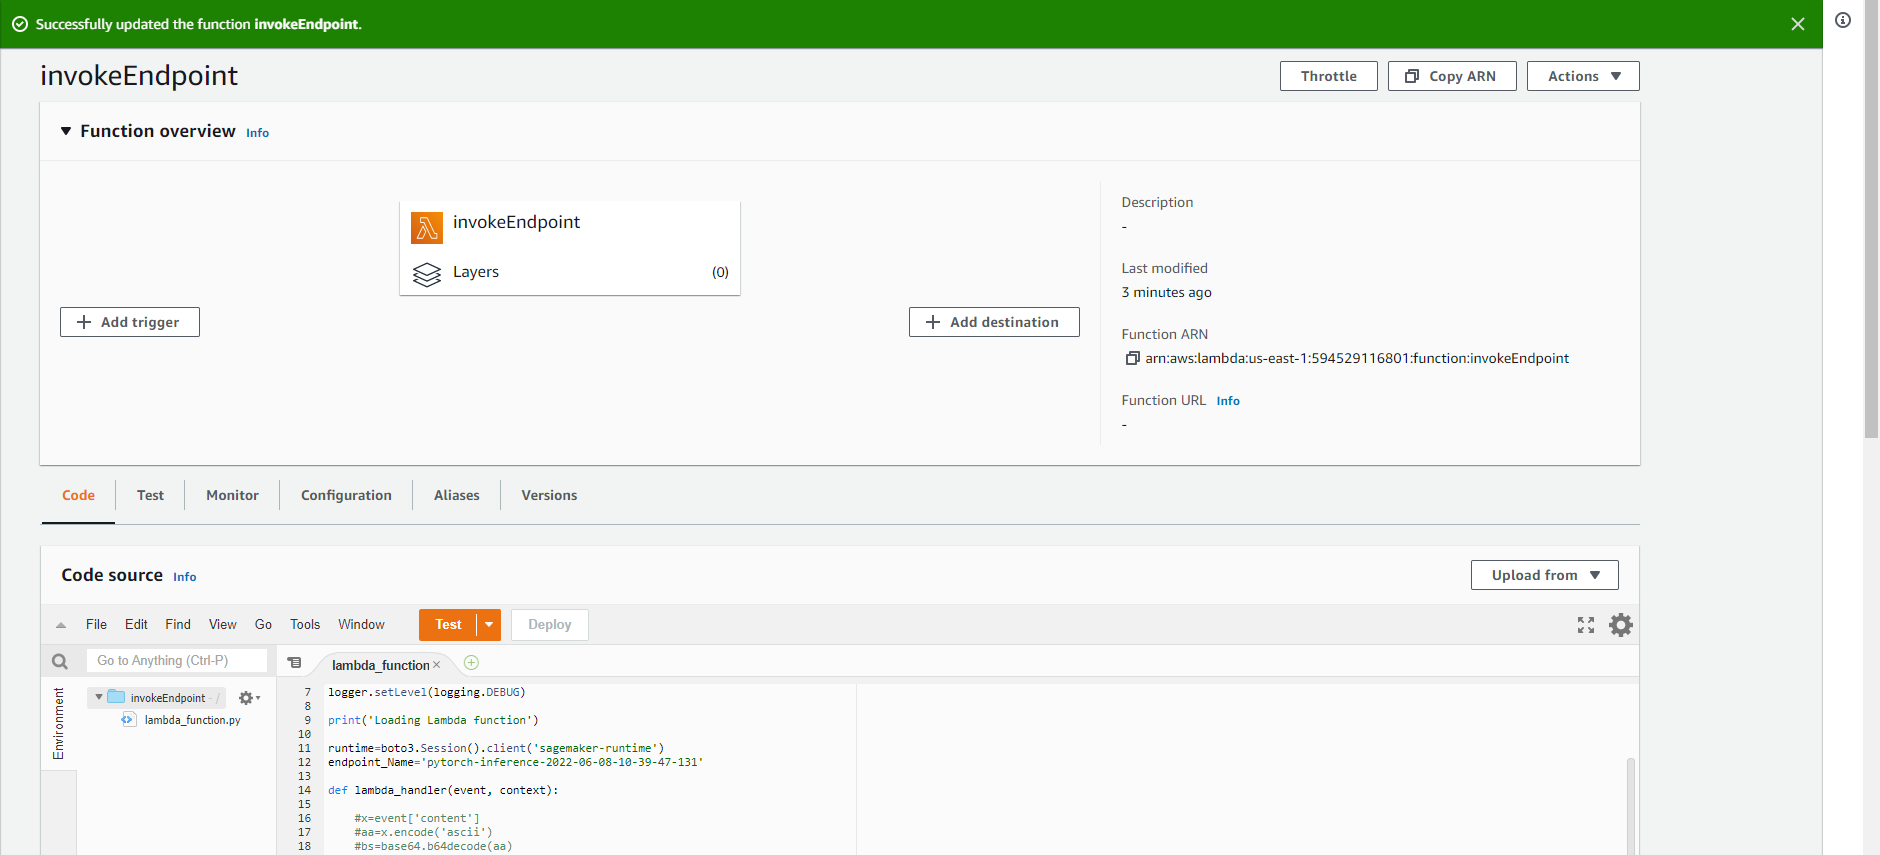 Successfully updated the function invokeEndpoint.
invokeEndpoint
Throttle
Copy ARN
Actions
Function overview Info
invokeEndpoint
Layers (0)
Add trigger
Add destination
Description
-
Last modified
3 minutes ago
Function ARN
arn:aws:lambda:us-east-1:594529116801:function:invokeEndpoint
Function URL Info
-
Code Test Monitor Configuration Aliases Versions
Code source Info
Upload from
File Edit Find View Go Tools Window Test Deploy
Go to Anything (Ctrl-P)
Environment
invokeEndpoint - /
lambda_function.py
lambda_function
7 logger.setLevel(logging.DEBUG)
8
9 print('Loading Lambda function')
10
11 runtime=boto3.Session().client('sagemaker-runtime')
12 endpoint_Name='pytorch-inference-2022-06-08-10-39-47-131'
13
14 def lambda_handler(event, context):
15
16 #x=event['content']
17 #aa=x.encode('ascii')
18 #bs=base64.b64decode(aa)